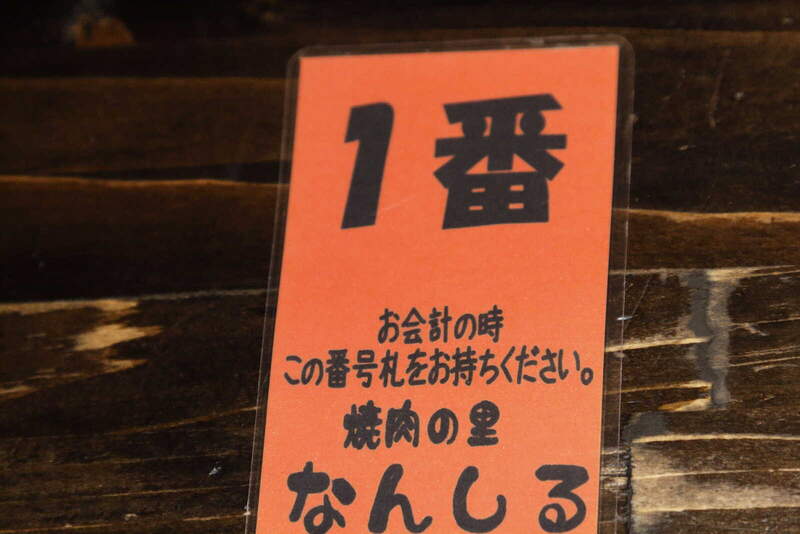 1番
お会計の時
この番号札をお持ちください。
焼肉の里
なんしる